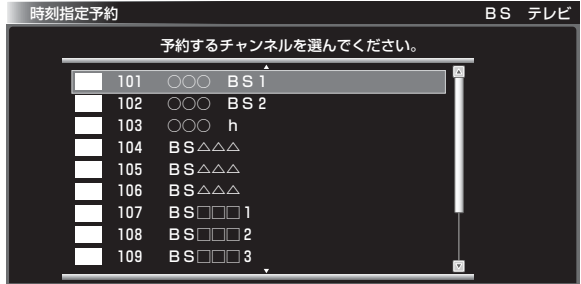 時刻指定予約
BS テレビ
予約するチャンネルを選んでください。
101 ○○○ BS1
102 ○○○ BS2
103 ○○○ h
104 BS△△△
105 BS△△△
106 BS△△△
107 BS□□□1
108 BS□□□2
109 BS□□□3